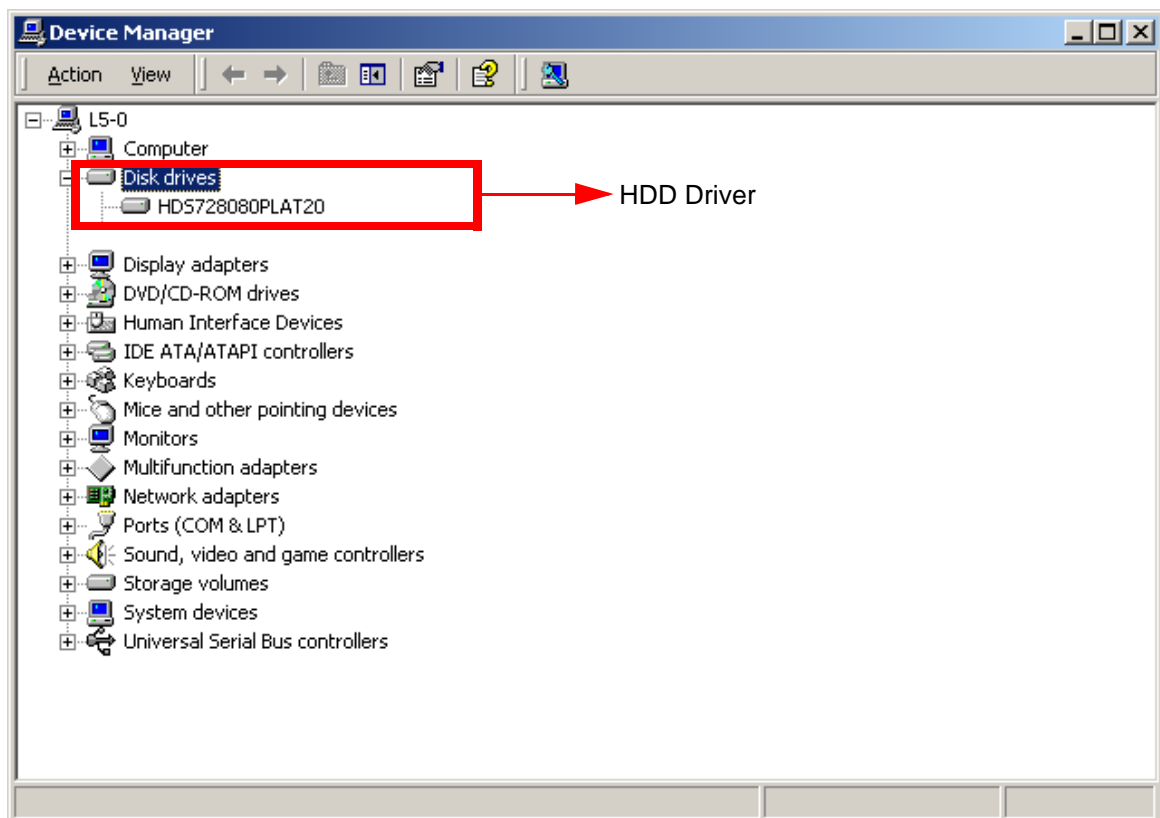 Device Manager
Action View
L5-0
Computer
Disk drives
HDS728080PLAT20
HDD Driver
Display adapters
DVD/CD-ROM drives
Human Interface Devices
IDE ATA/ATAPI controllers
Keyboards
Mice and other pointing devices
Monitors
Multifunction adapters
Network adapters
Ports (COM & LPT)
Sound, video and game controllers
Storage volumes
System devices
Universal Serial Bus controllers